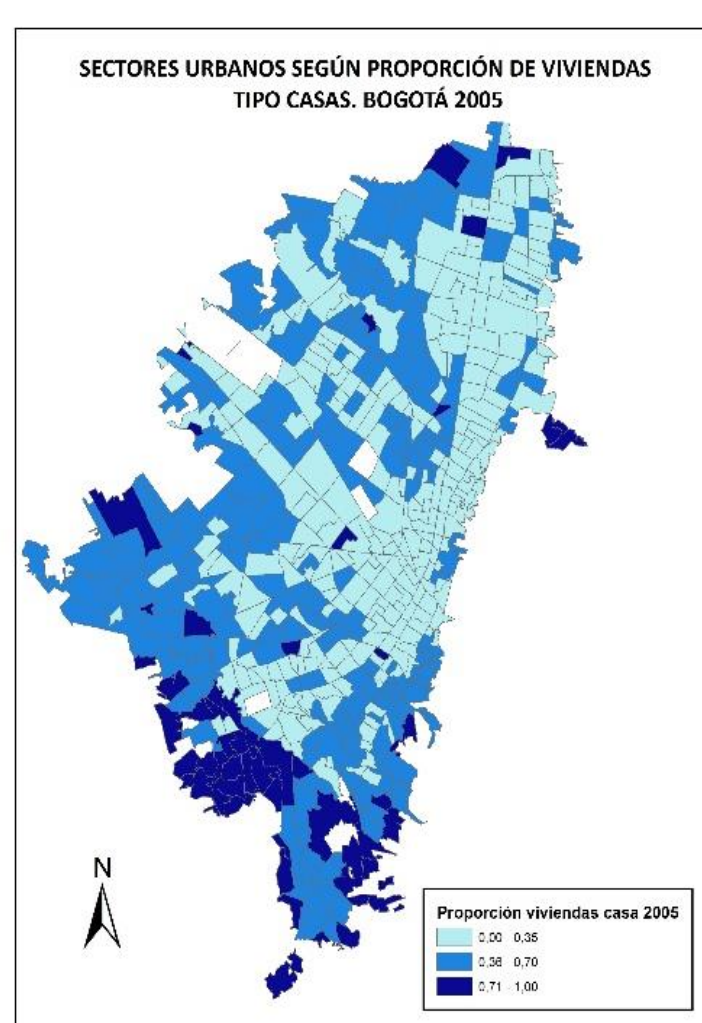 SECTORES URBANOS SEGÚN PROPORCIÓN DE VIVIENDAS
TIPO CASAS. BOGOTÁ 2005
N
Proporción viviendas casa 2005
0,00 0,35
0,36 0,70
0,71 - 1,00